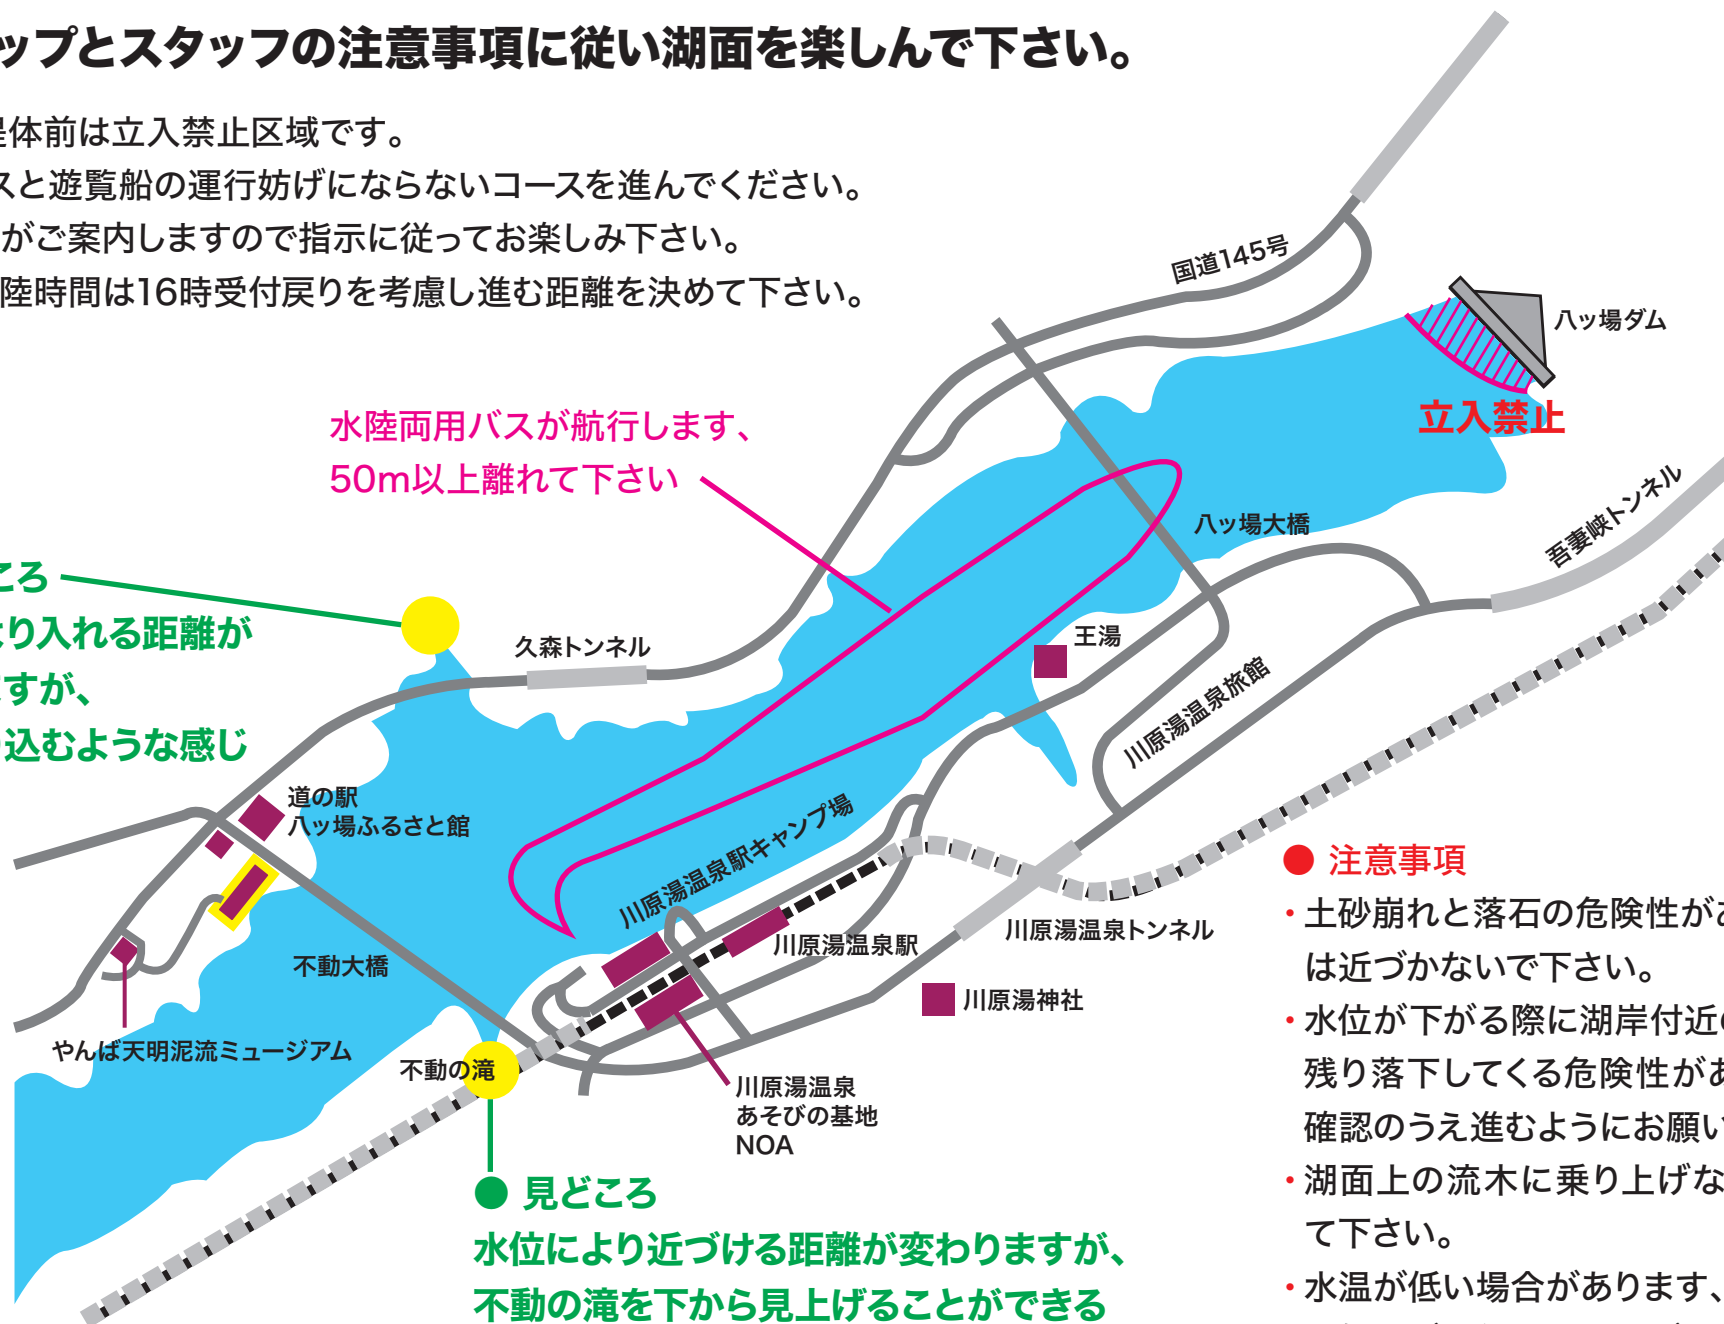 ップとスタッフの注意事項に従い湖面を楽しんで下さい。
体前は立入禁止区域です。
スと遊覧船の運行妨げにならないコースを進んでください。
がご案内しますので指示に従ってお楽しみ下さい。
陸時間は16時受付戻りを考慮し進む距離を決めて下さい。
国道145号
八ッ場ダム
立入禁止
水陸両用バスが航行します、
50m以上離れて下さい
八ッ場大橋
吾妻峡トンネル
ころ
より入れる距離が
ますが、
り込むような感じ
久森トンネル
王湯
川原湯温泉旅館
道の駅
八ッ場ふるさと館
川原湯温泉駅キャンプ場
川原湯温泉駅
川原湯温泉トンネル
不動大橋
川原湯神社
やんば天明泥流ミュージアム
不動の滝
川原湯温泉
あそびの基地
NOA
● 見どころ
水位により近づける距離が変わりますが、
不動の滝を下から見上げることができる
● 注意事項
・土砂崩れと落石の危険性があ
は近づかないで下さい。
・水位が下がる際に湖岸付近の
残り落下してくる危険性があ
確認のうえ進むようにお願い
・湖面上の流木に乗り上げな
て下さい。
・水温が低い場合があります、